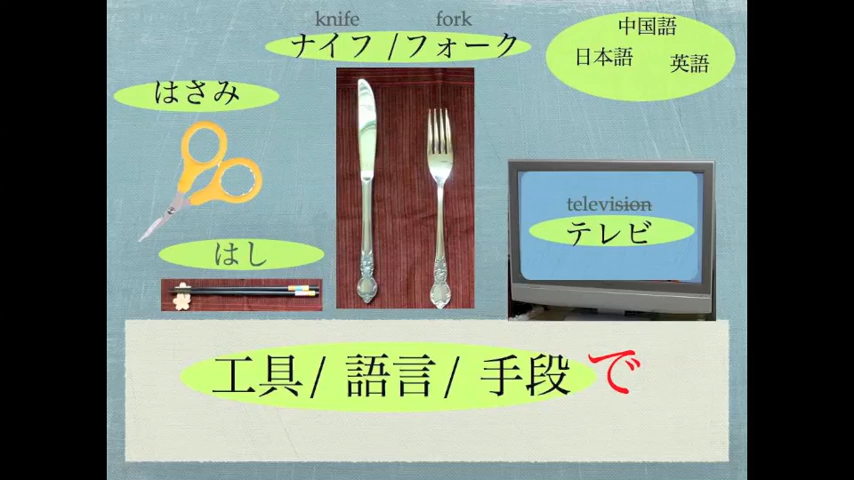 knife fork
ナイフ /フォーク
中国語
日本語 英語
はさみ
television
テレビ
はし
工具/ 語言/ 手段で